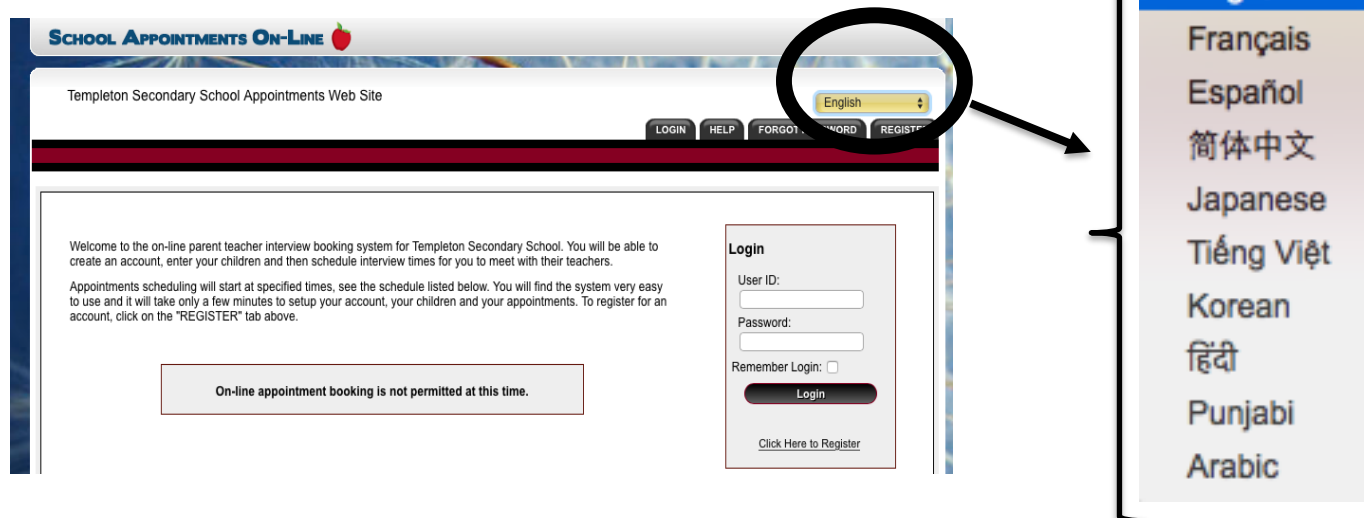 SCHOOL APPOINTMENTS ON-LINE
Templeton Secondary School Appointments Web Site
English
LOGIN HELP FORGOT REGISTER
Welcome to the on-line parent teacher interview booking system for Templeton Secondary School. You will be able to
create an account, enter your children and then schedule interview times for you to meet with their teachers.
Appointments scheduling will start at specified times, see the schedule listed below. You will find the system very easy
to use and it will take only a few minutes to setup your account, your children and your appointments. To register for an
account, click on the "REGISTER" tab above.
On-line appointment booking is not permitted at this time.
Login
User ID:
Password:
Remember Login:
Login
Click Here to Register
Français
Español
简体中文
Japanese
Tiếng Việt
Korean
हिंदी
Punjabi
Arabic